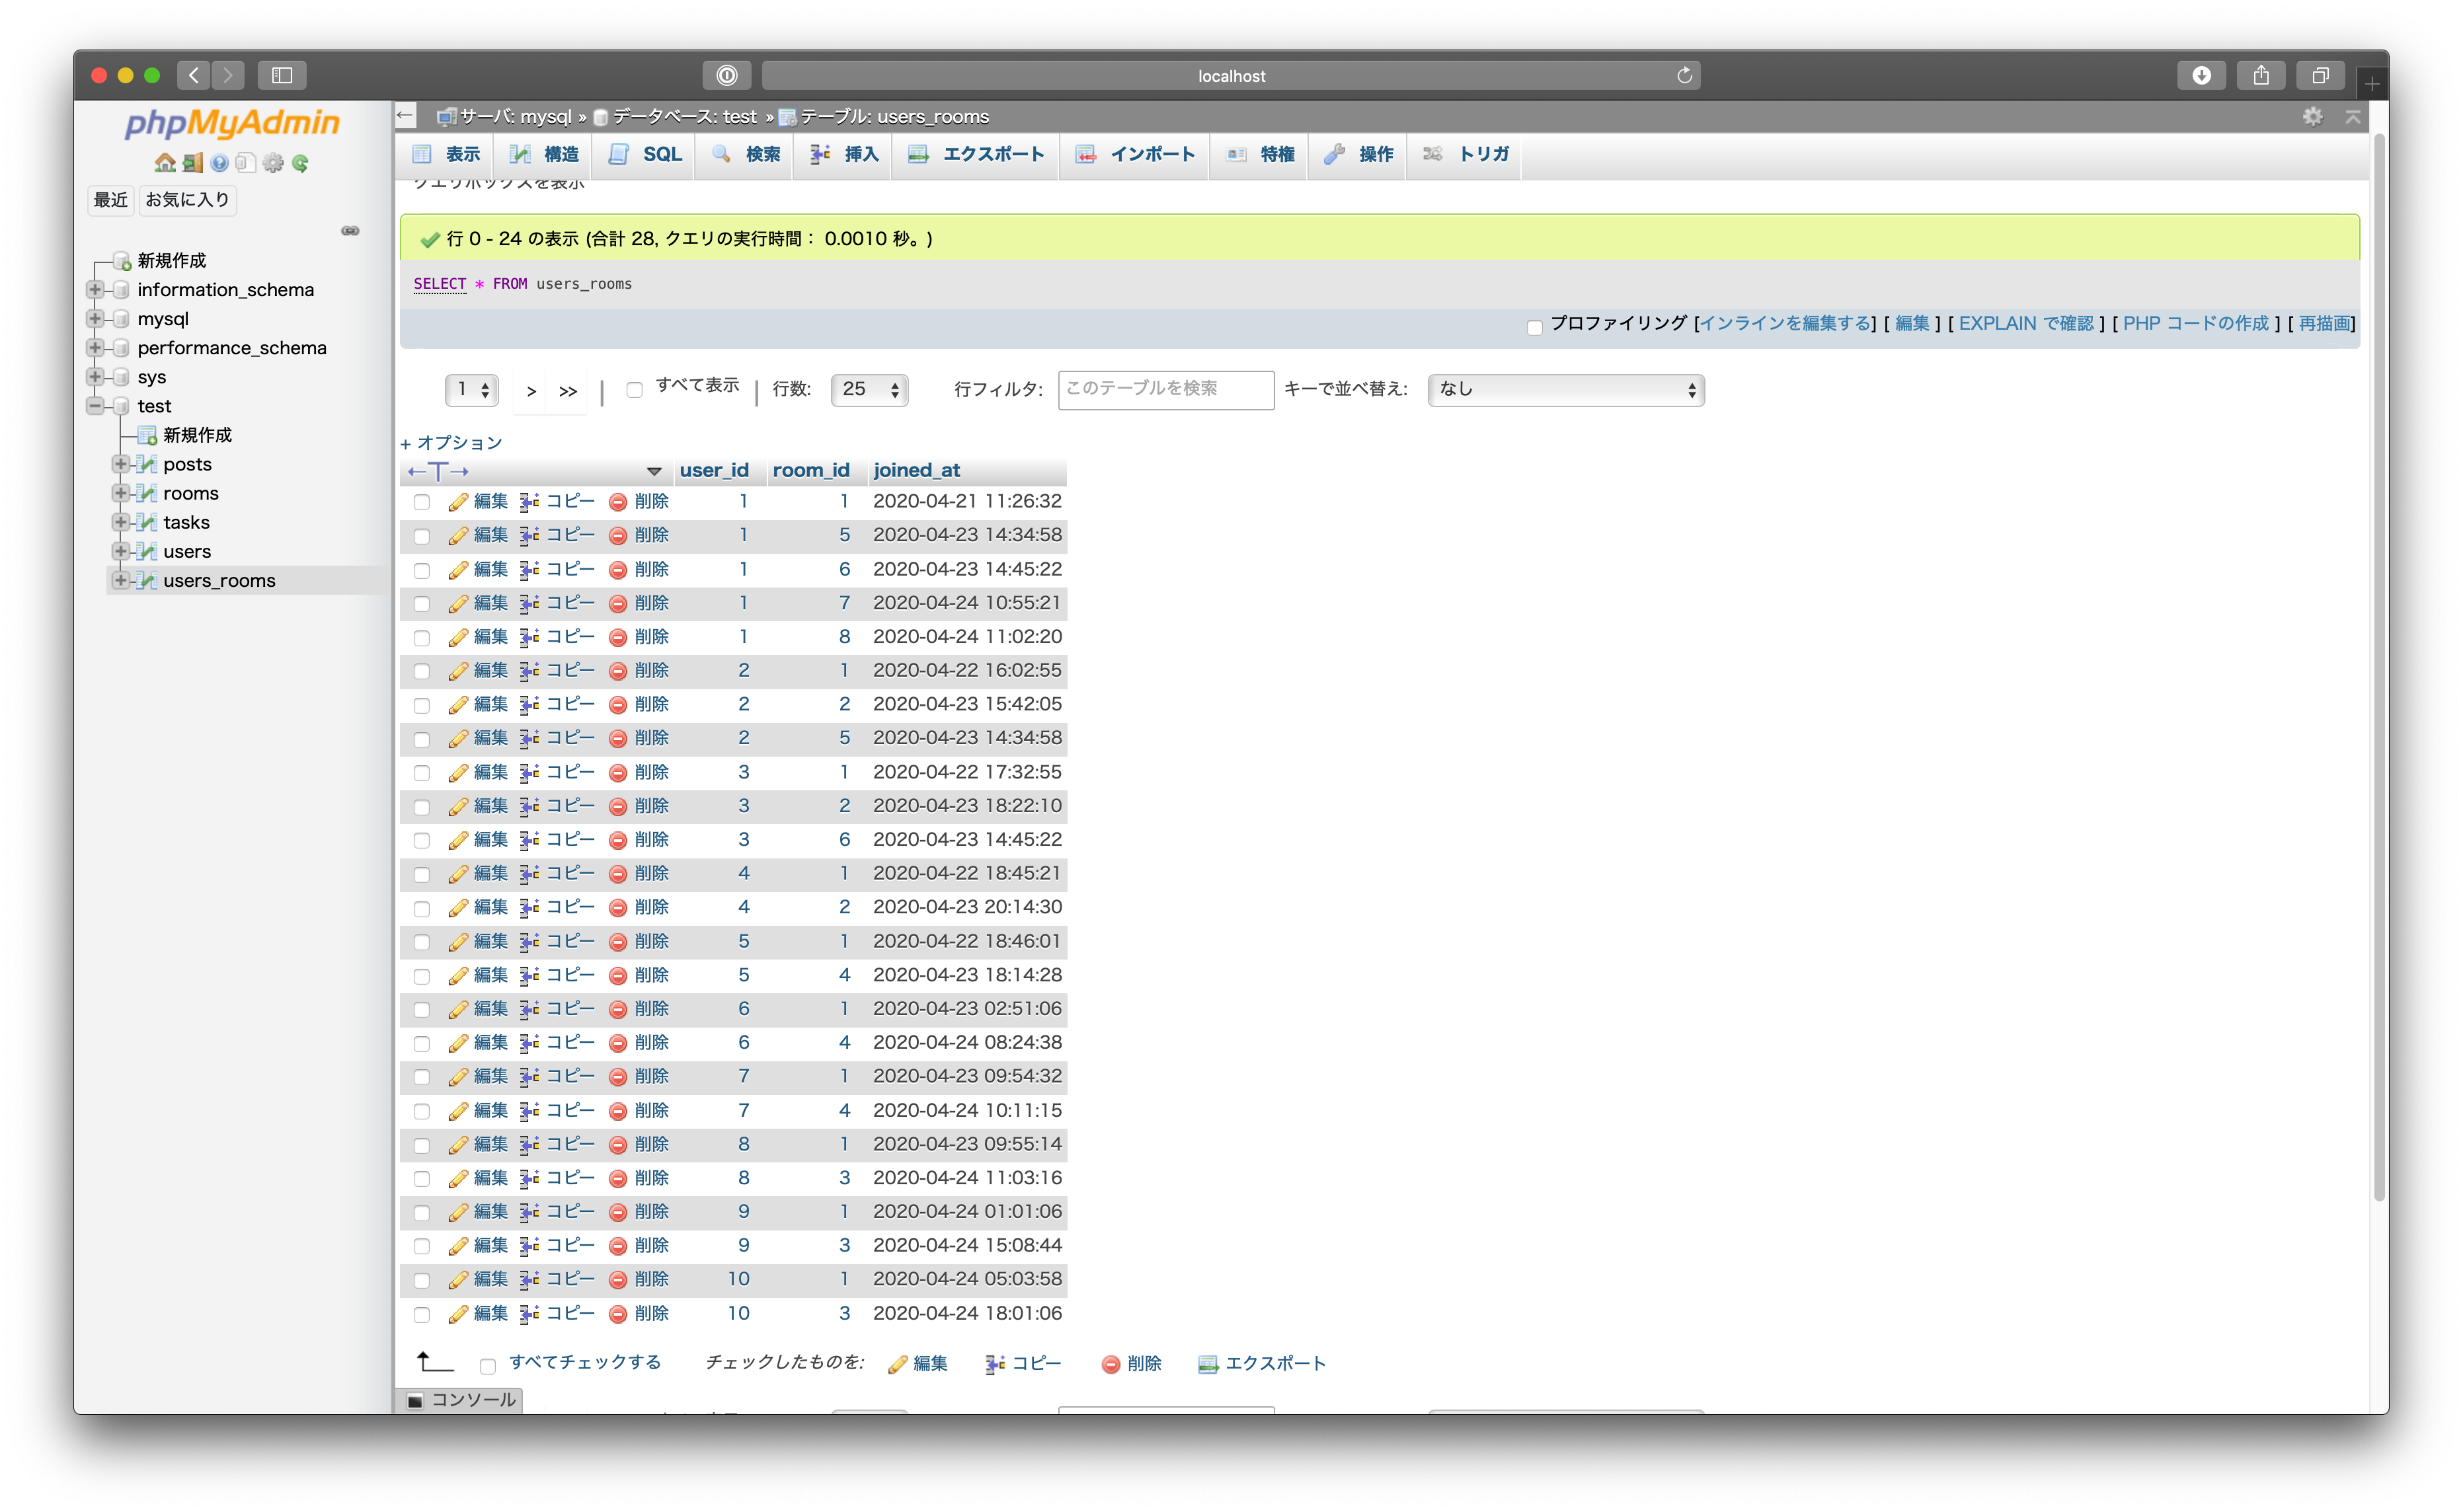 localhost
phpMyAdmin
最近 お気に入り
新規作成
information_schema
mysql
performance_schema
sys
test
新規作成
posts
rooms
tasks
users
users_rooms
サーバ: mysql » データベース: test » テーブル: users_rooms
表示 構造 SQL 検索 挿入 エクスポート インポート 特権 操作 トリガ
クエリボックスを表示
行 0 - 24 の表示 (合計 28, クエリの実行時間： 0.0010 秒。)
SELECT * FROM users_rooms
プロファイリング [インラインを編集する] [ 編集 ] [ EXPLAIN で確認 ] [ PHP コードの作成 ] [ 再描画]
1 > >> | すべて表示 | 行数: 25 行フィルタ: このテーブルを検索 キーで並べ替え: なし
+ オプション
←T→ user_id room_id joined_at
編集 コピー 削除 1 1 2020-04-21 11:26:32
編集 コピー 削除 1 5 2020-04-23 14:34:58
編集 コピー 削除 1 6 2020-04-23 14:45:22
編集 コピー 削除 1 7 2020-04-24 10:55:21
編集 コピー 削除 1 8 2020-04-24 11:02:20
編集 コピー 削除 2 1 2020-04-22 16:02:55
編集 コピー 削除 2 2 2020-04-23 15:42:05
編集 コピー 削除 2 5 2020-04-23 14:34:58
編集 コピー 削除 3 1 2020-04-22 17:32:55
編集 コピー 削除 3 2 2020-04-23 18:22:10
編集 コピー 削除 3 6 2020-04-23 14:45:22
編集 コピー 削除 4 1 2020-04-22 18:45:21
編集 コピー 削除 4 2 2020-04-23 20:14:30
編集 コピー 削除 5 1 2020-04-22 18:46:01
編集 コピー 削除 5 4 2020-04-23 18:14:28
編集 コピー 削除 6 1 2020-04-23 02:51:06
編集 コピー 削除 6 4 2020-04-24 08:24:38
編集 コピー 削除 7 1 2020-04-23 09:54:32
編集 コピー 削除 7 4 2020-04-24 10:11:15
編集 コピー 削除 8 1 2020-04-23 09:55:14
編集 コピー 削除 8 3 2020-04-24 11:03:16
編集 コピー 削除 9 1 2020-04-24 01:01:06
編集 コピー 削除 9 3 2020-04-24 15:08:44
編集 コピー 削除 10 1 2020-04-24 05:03:58
編集 コピー 削除 10 3 2020-04-24 18:01:06
すべてチェックする チェックしたものを: 編集 コピー 削除 エクスポート
コンソール